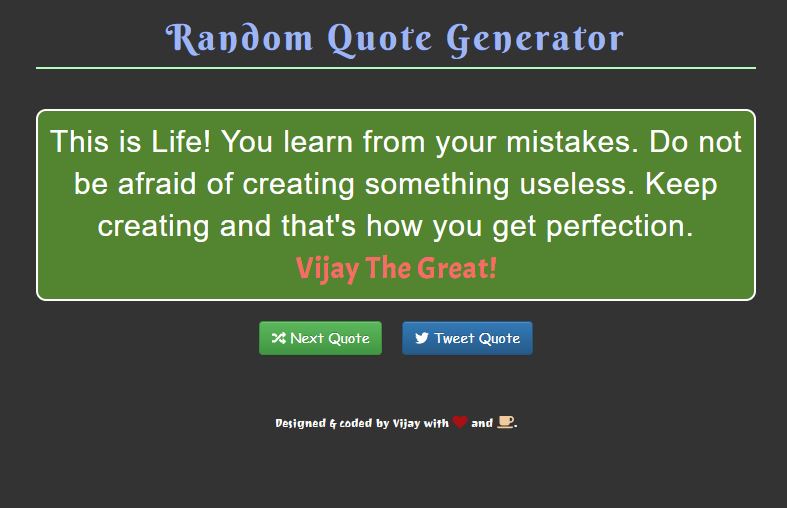 Random Quote Generator
This is Life! You learn from your mistakes. Do not
be afraid of creating something useless. Keep
creating and that's how you get perfection.
Vijay The Great!
Next Quote
Tweet Quote
Designed & coded by Vijay with and .